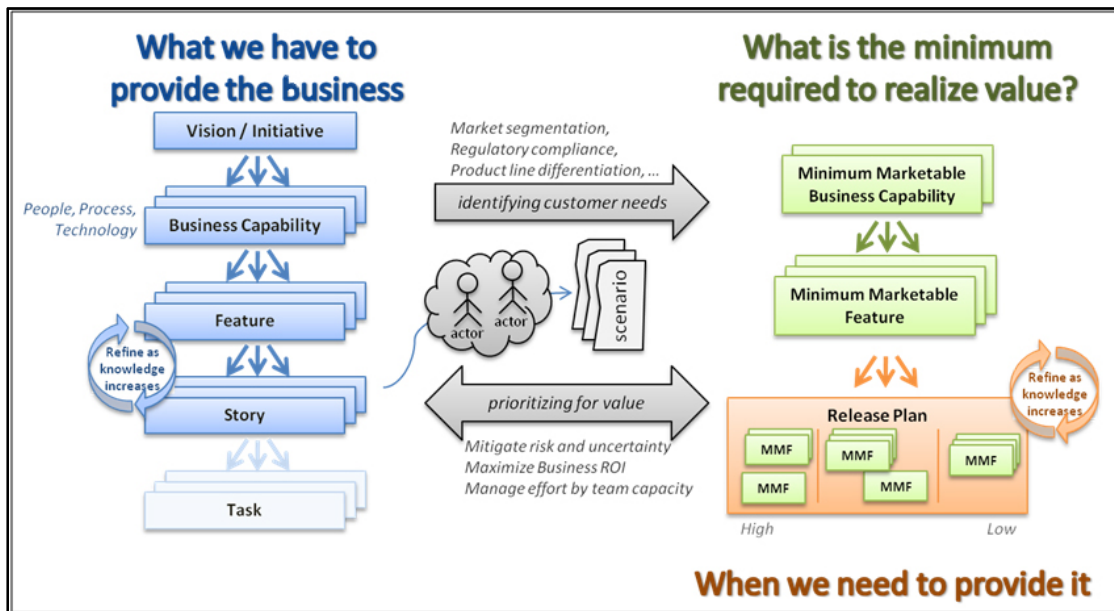 What we have to
provide the business
Vision / Initiative
People, Process,
Technology
Business Capability
Feature
Refine as
knowledge
increases
Story
Task
Market segmentation,
Regulatory compliance,
Product line differentiation, ...
identifying customer needs
actor
actor
scenario
prioritizing for value
Mitigate risk and uncertainty
Maximize Business ROI
Manage effort by team capacity
What is the minimum
required to realize value?
Minimum Marketable
Business Capability
Minimum Marketable
Feature
Refine as
knowledge
increases
Release Plan
MMF
MMF
MMF
MMF
MMF
High
Low
When we need to provide it